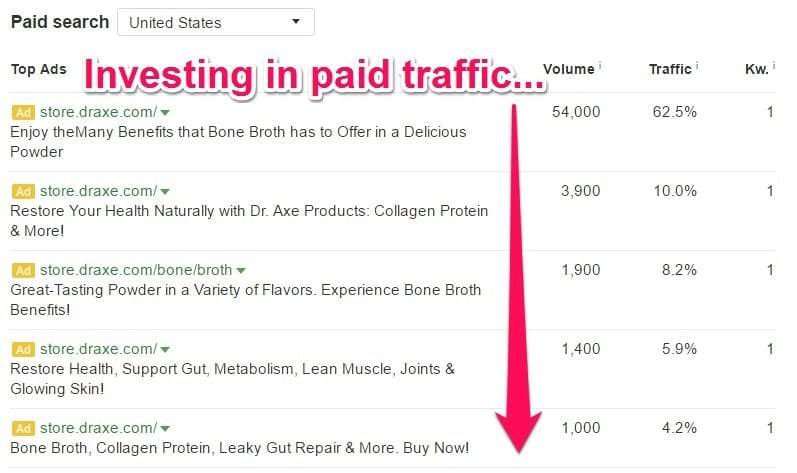 Paid search United States
Investing in paid traffic...
Top Ads Volume i Traffic i Kw. i
Ad store.draxe.com/ 54,000 62.5% 1
Enjoy theMany Benefits that Bone Broth has to Offer in a Delicious
Powder
Ad store.draxe.com/ 3,900 10.0% 1
Restore Your Health Naturally with Dr. Axe Products: Collagen Protein
& More!
Ad store.draxe.com/bone/broth 1,900 8.2% 1
Great-Tasting Powder in a Variety of Flavors. Experience Bone Broth
Benefits!
Ad store.draxe.com/ 1,400 5.9% 1
Restore Health, Support Gut, Metabolism, Lean Muscle, Joints &
Glowing Skin!
Ad store.draxe.com/ 1,000 4.2% 1
Bone Broth, Collagen Protein, Leaky Gut Repair & More. Buy Now!